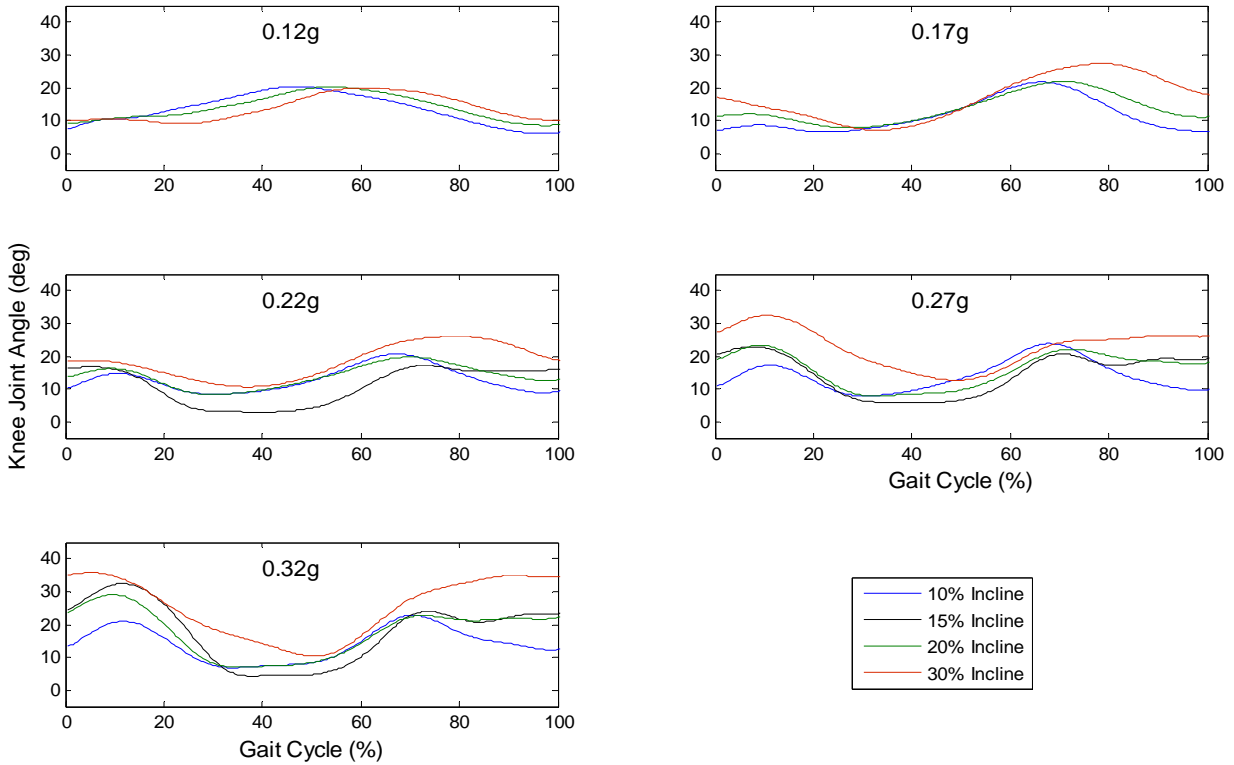 0.12g
40
30
20
10
0
0 20 40 60 80 100
0.17g
40
30
20
10
0
0 20 40 60 80 100
Knee Joint Angle (deg)
0.22g
40
30
20
10
0
0 20 40 60 80 100
0.27g
40
30
20
10
0
0 20 40 60 80 100
Gait Cycle (%)
0.32g
40
30
20
10
0
0 20 40 60 80 100
Gait Cycle (%)
10% Incline
15% Incline
20% Incline
30% Incline